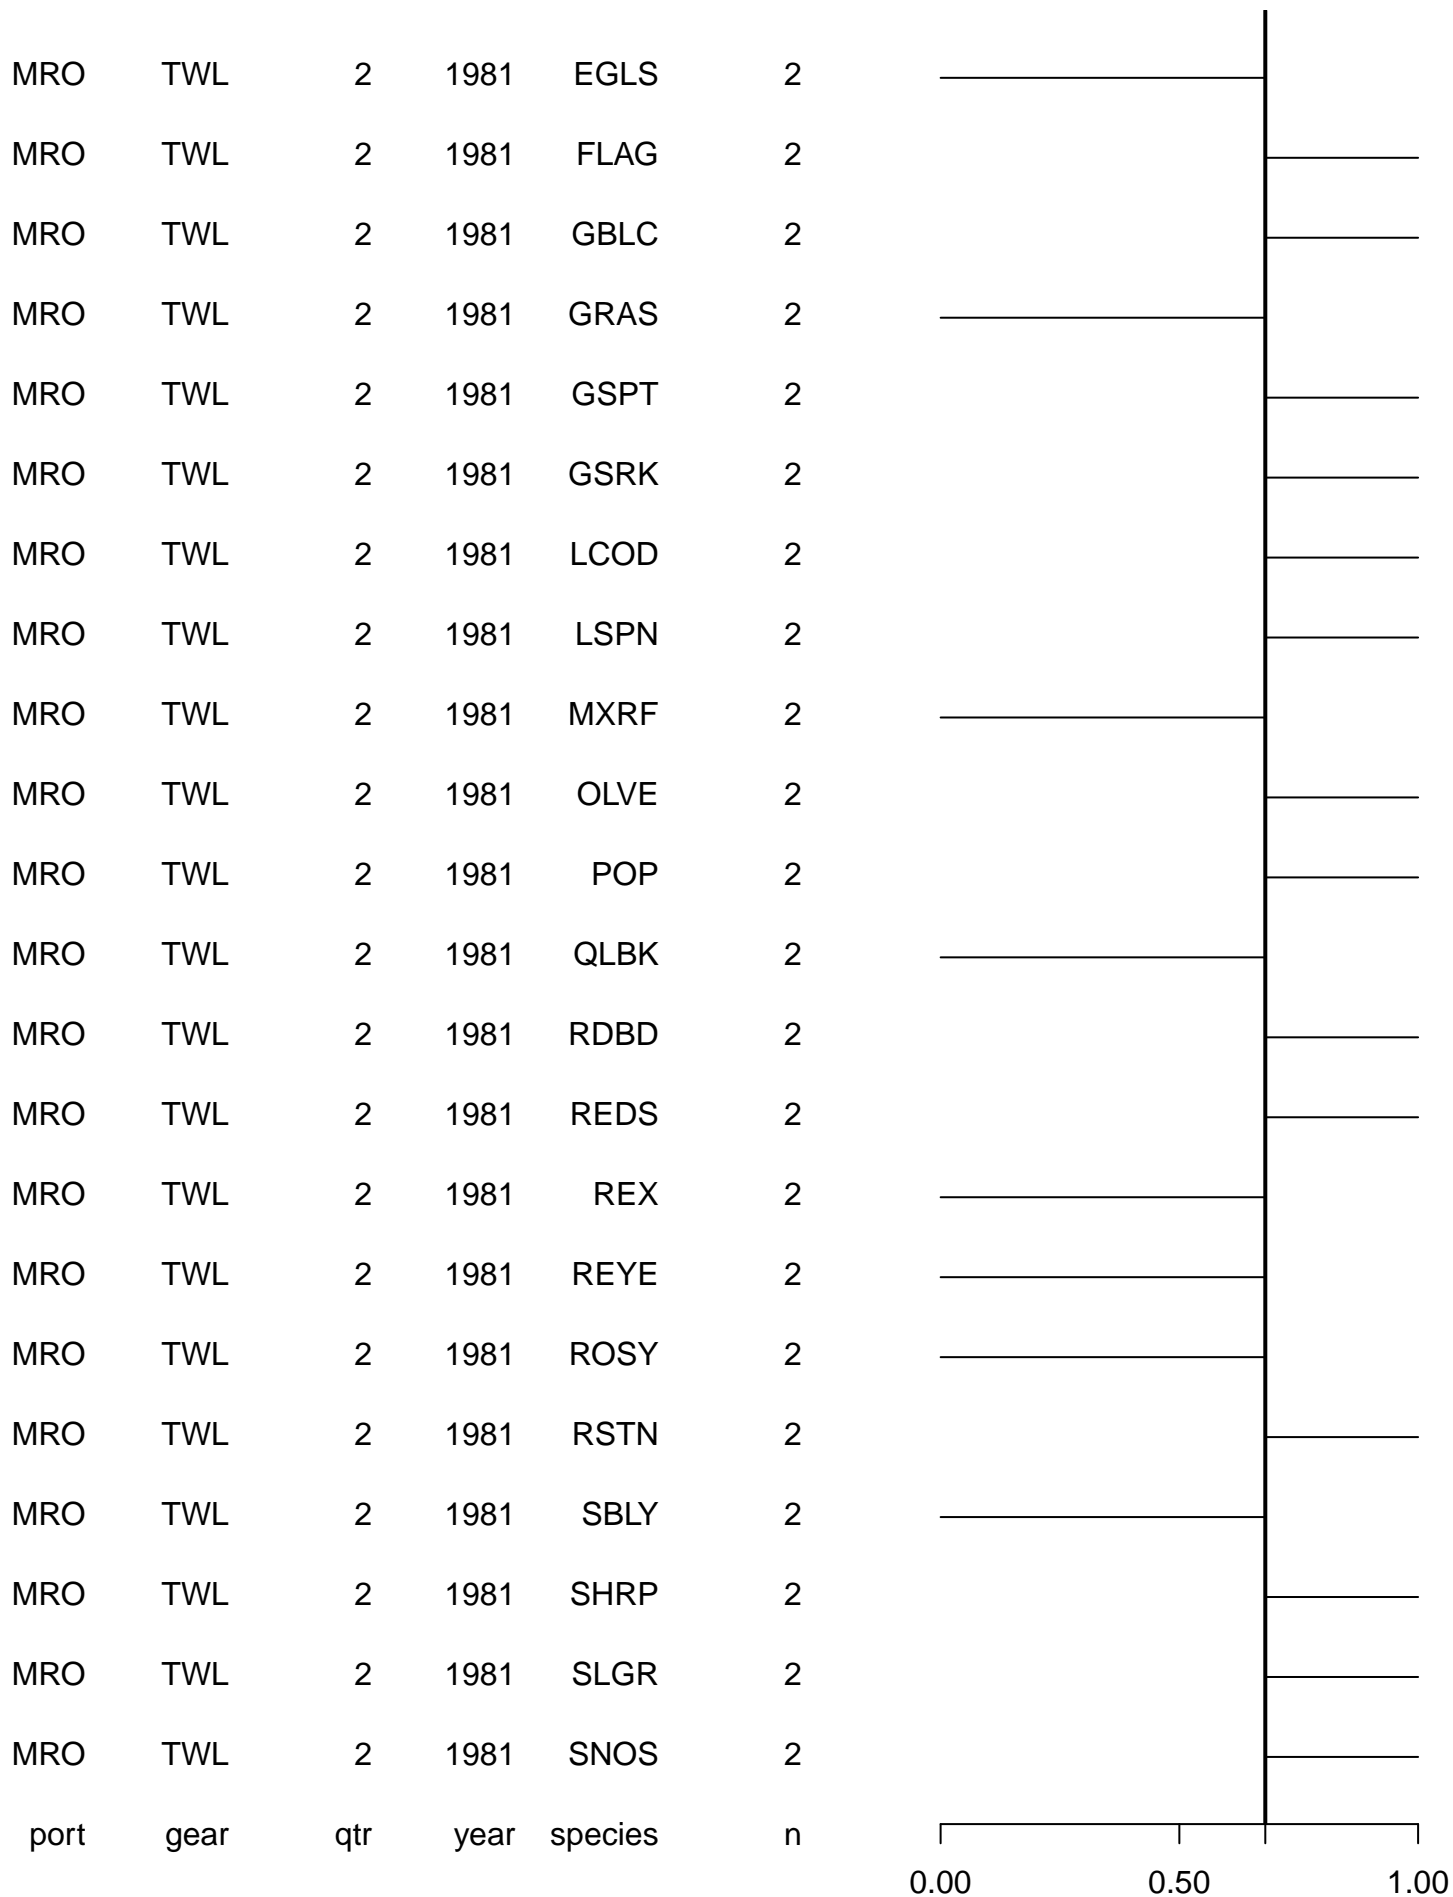 MRO TWL 2 1981 EGLS 2
MRO TWL 2 1981 FLAG 2
MRO TWL 2 1981 GBLC 2
MRO TWL 2 1981 GRAS 2
MRO TWL 2 1981 GSPT 2
MRO TWL 2 1981 GSRK 2
MRO TWL 2 1981 LCOD 2
MRO TWL 2 1981 LSPN 2
MRO TWL 2 1981 MXRF 2
MRO TWL 2 1981 OLVE 2
MRO TWL 2 1981 POP 2
MRO TWL 2 1981 QLBK 2
MRO TWL 2 1981 RDBD 2
MRO TWL 2 1981 REDS 2
MRO TWL 2 1981 REX 2
MRO TWL 2 1981 REYE 2
MRO TWL 2 1981 ROSY 2
MRO TWL 2 1981 RSTN 2
MRO TWL 2 1981 SBLY 2
MRO TWL 2 1981 SHRP 2
MRO TWL 2 1981 SLGR 2
MRO TWL 2 1981 SNOS 2
port gear qtr year species n
0.00 0.50 1.00